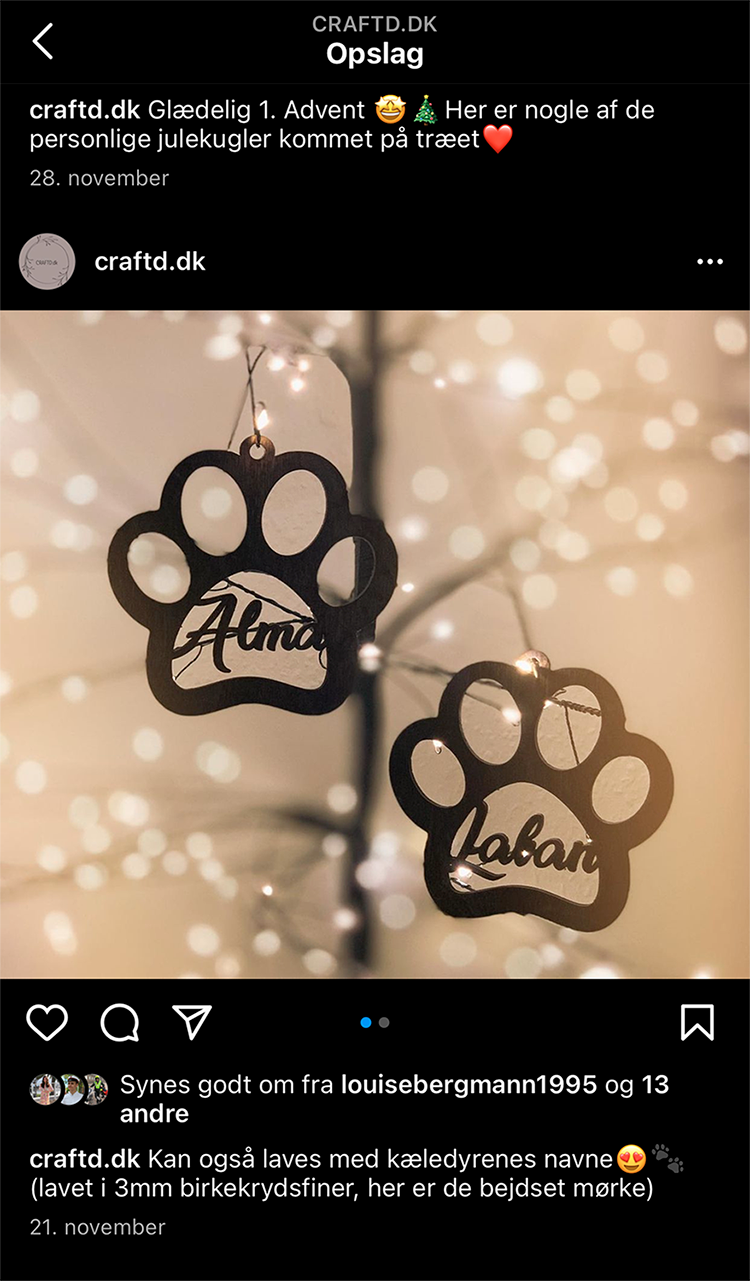 CRAFTD.DK
Opslag
craftd.dk Glædelig 1. Advent 🤩🎄 Her er nogle af de
personlige julekugler kommet på træet❤️
28. november
CRAFTD.dk
craftd.dk
Alma
Laban
Synes godt om fra louisebergmann1995 og 13
andre
craftd.dk Kan også laves med kæledyrenes navne😍🐾
(lavet i 3mm birkekrydsfiner, her er de bejdset mørke)
21. november